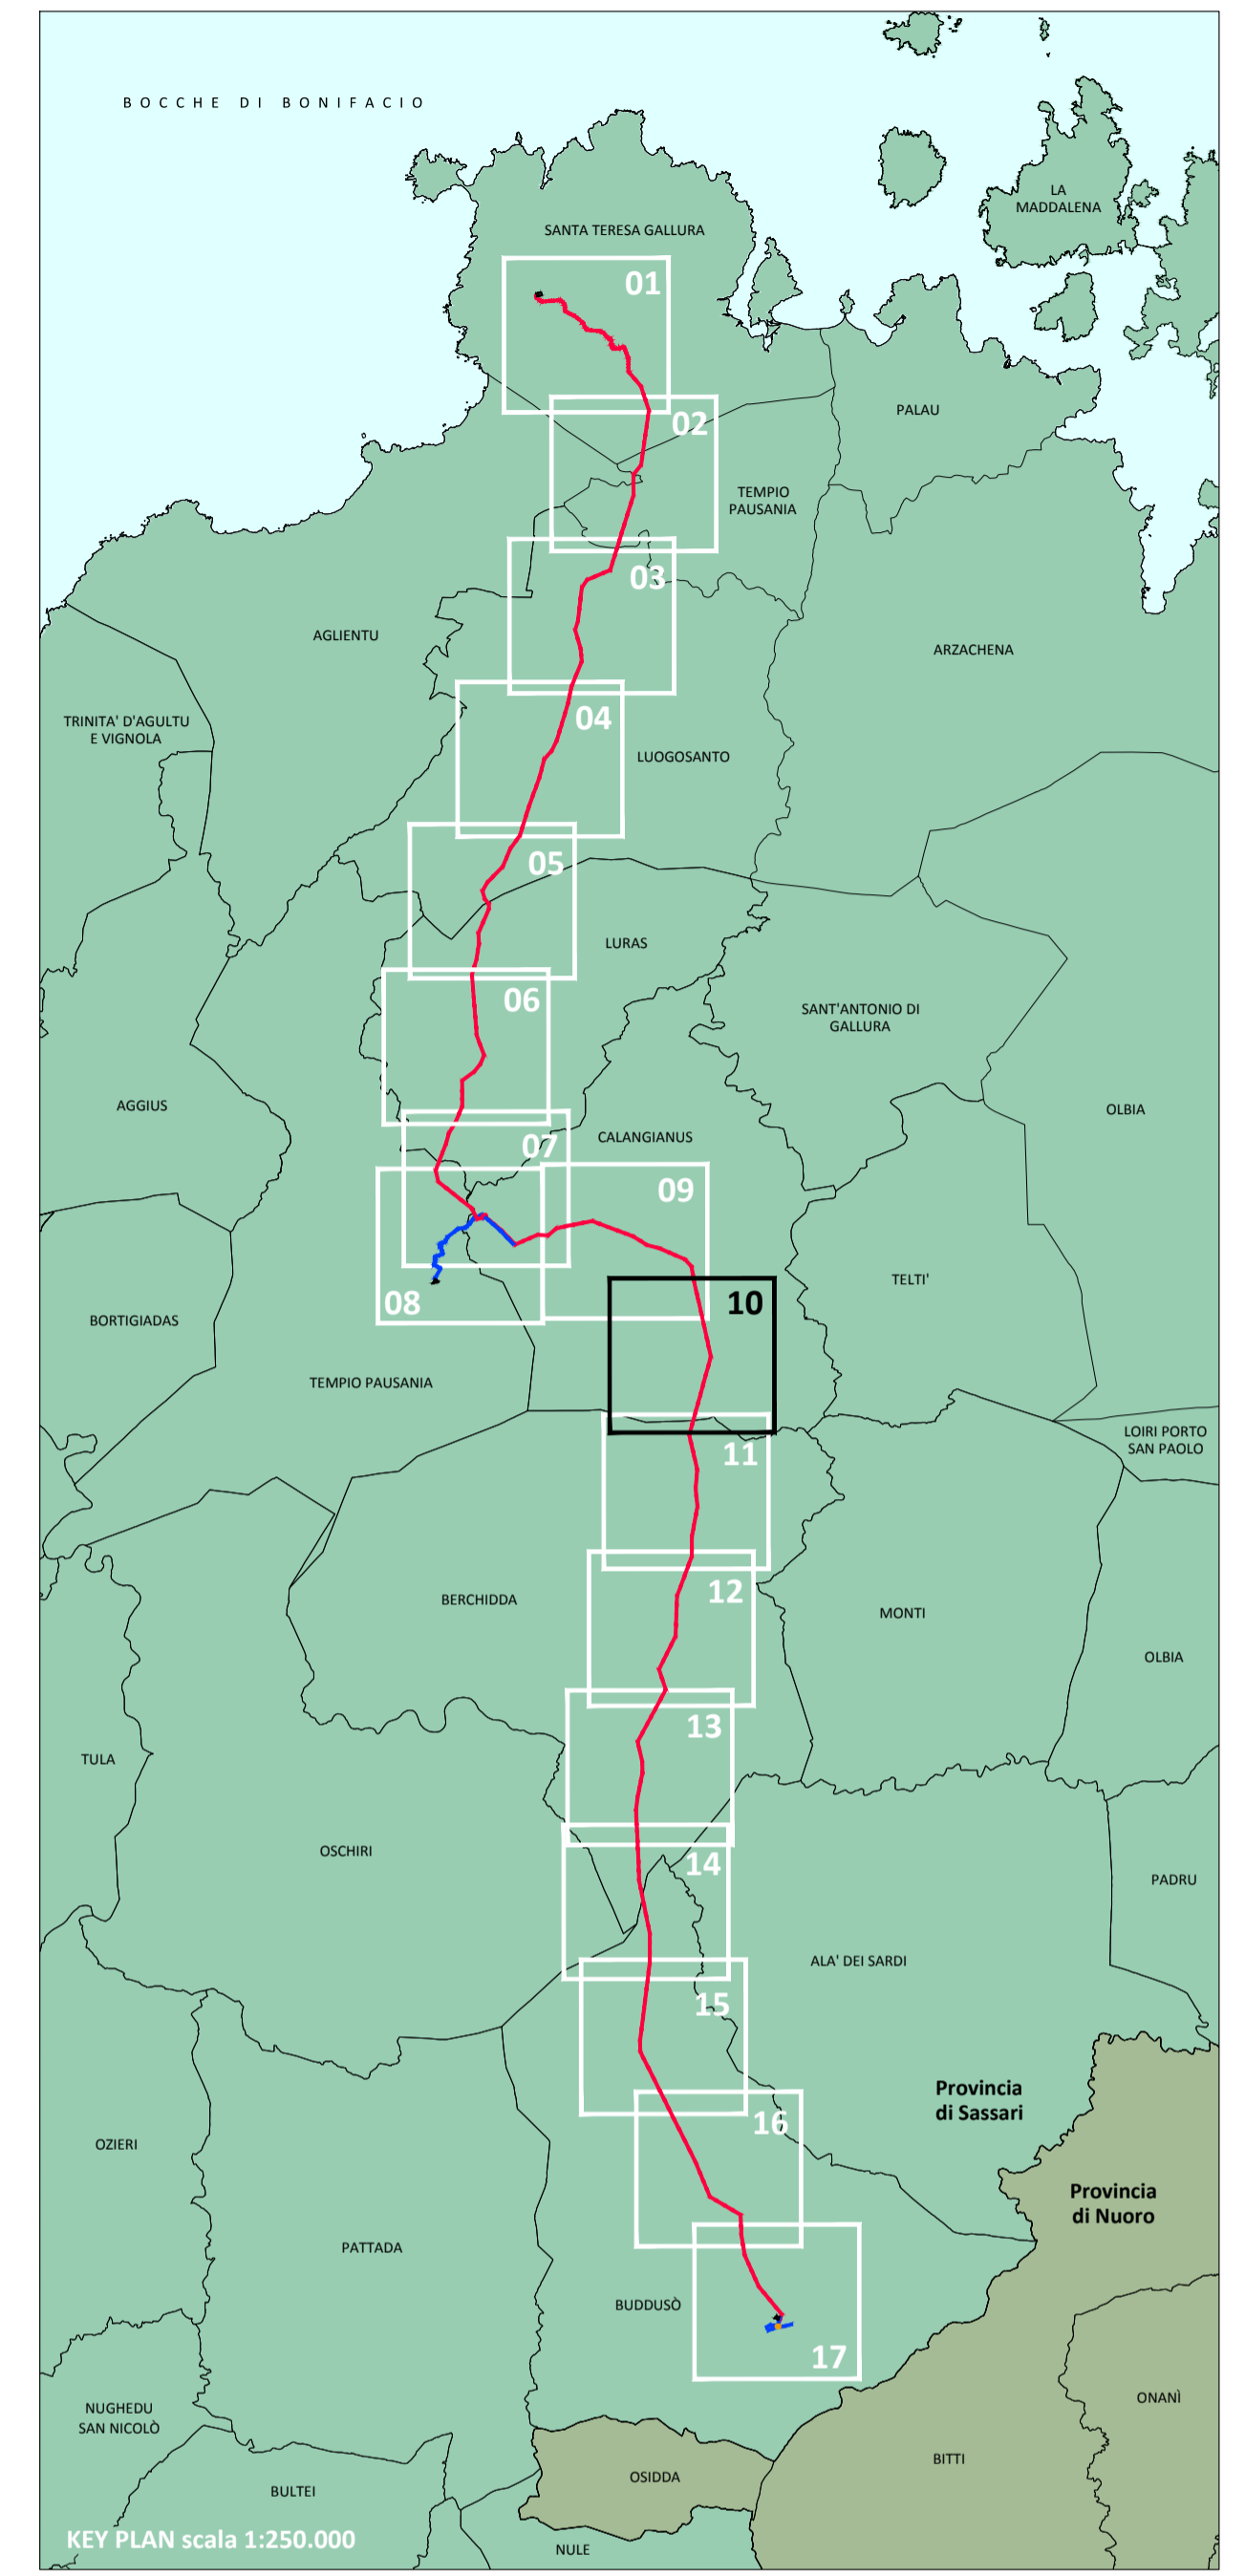 BOCCHE DI BONIFACIO
LA
MADDALENA
SANTA TERESA GALLURA
01
PALAU
02
TEMPIO
PAUSANIA
03
AGLIENTU
ARZACHENA
TRINITA' D'AGULTU
E VIGNOLA
04
LUOGOSANTO
05
LURAS
06
SANT'ANTONIO DI
GALLURA
AGGIUS
OLBIA
CALANGIANUS
07
09
TELTI'
08
10
BORTIGIADAS
TEMPIO PAUSANIA
LOIRI PORTO
SAN PAOLO
11
12
BERCHIDDA
MONTI
OLBIA
13
TULA
OSCHIRI
14
PADRU
ALA' DEI SARDI
15
Provincia
di Sassari
16
OZIERI
Provincia
di Nuoro
PATTADA
BUDDUSÒ
17
ONANÌ
NUGHEDU
SAN NICOLÒ
BITTI
OSIDDA
BULTEI
KEY PLAN scala 1:250.000
NULE